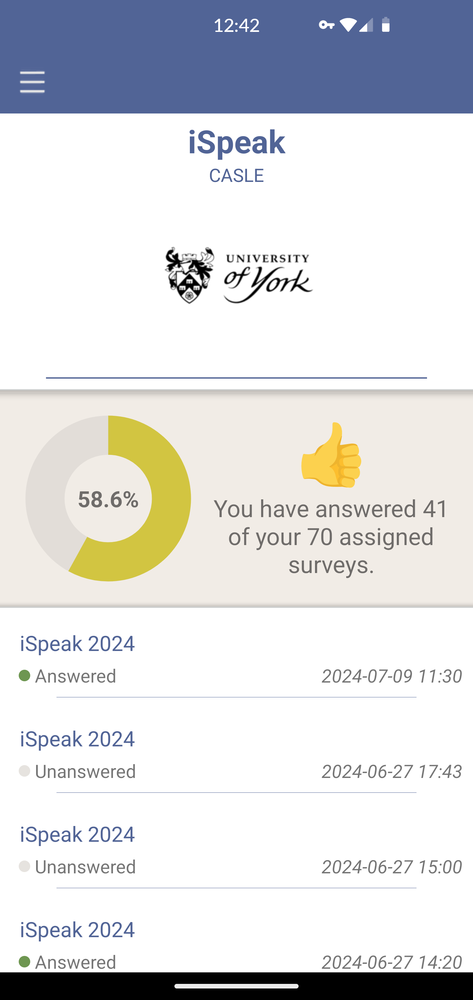 12:42
iSpeak
CASLE
UNIVERSITY
of York
58.6%
You have answered 41
of your 70 assigned
surveys.
iSpeak 2024
Answered 2024-07-09 11:30
iSpeak 2024
Unanswered 2024-06-27 17:43
iSpeak 2024
Unanswered 2024-06-27 15:00
iSpeak 2024
Answered 2024-06-27 14:20